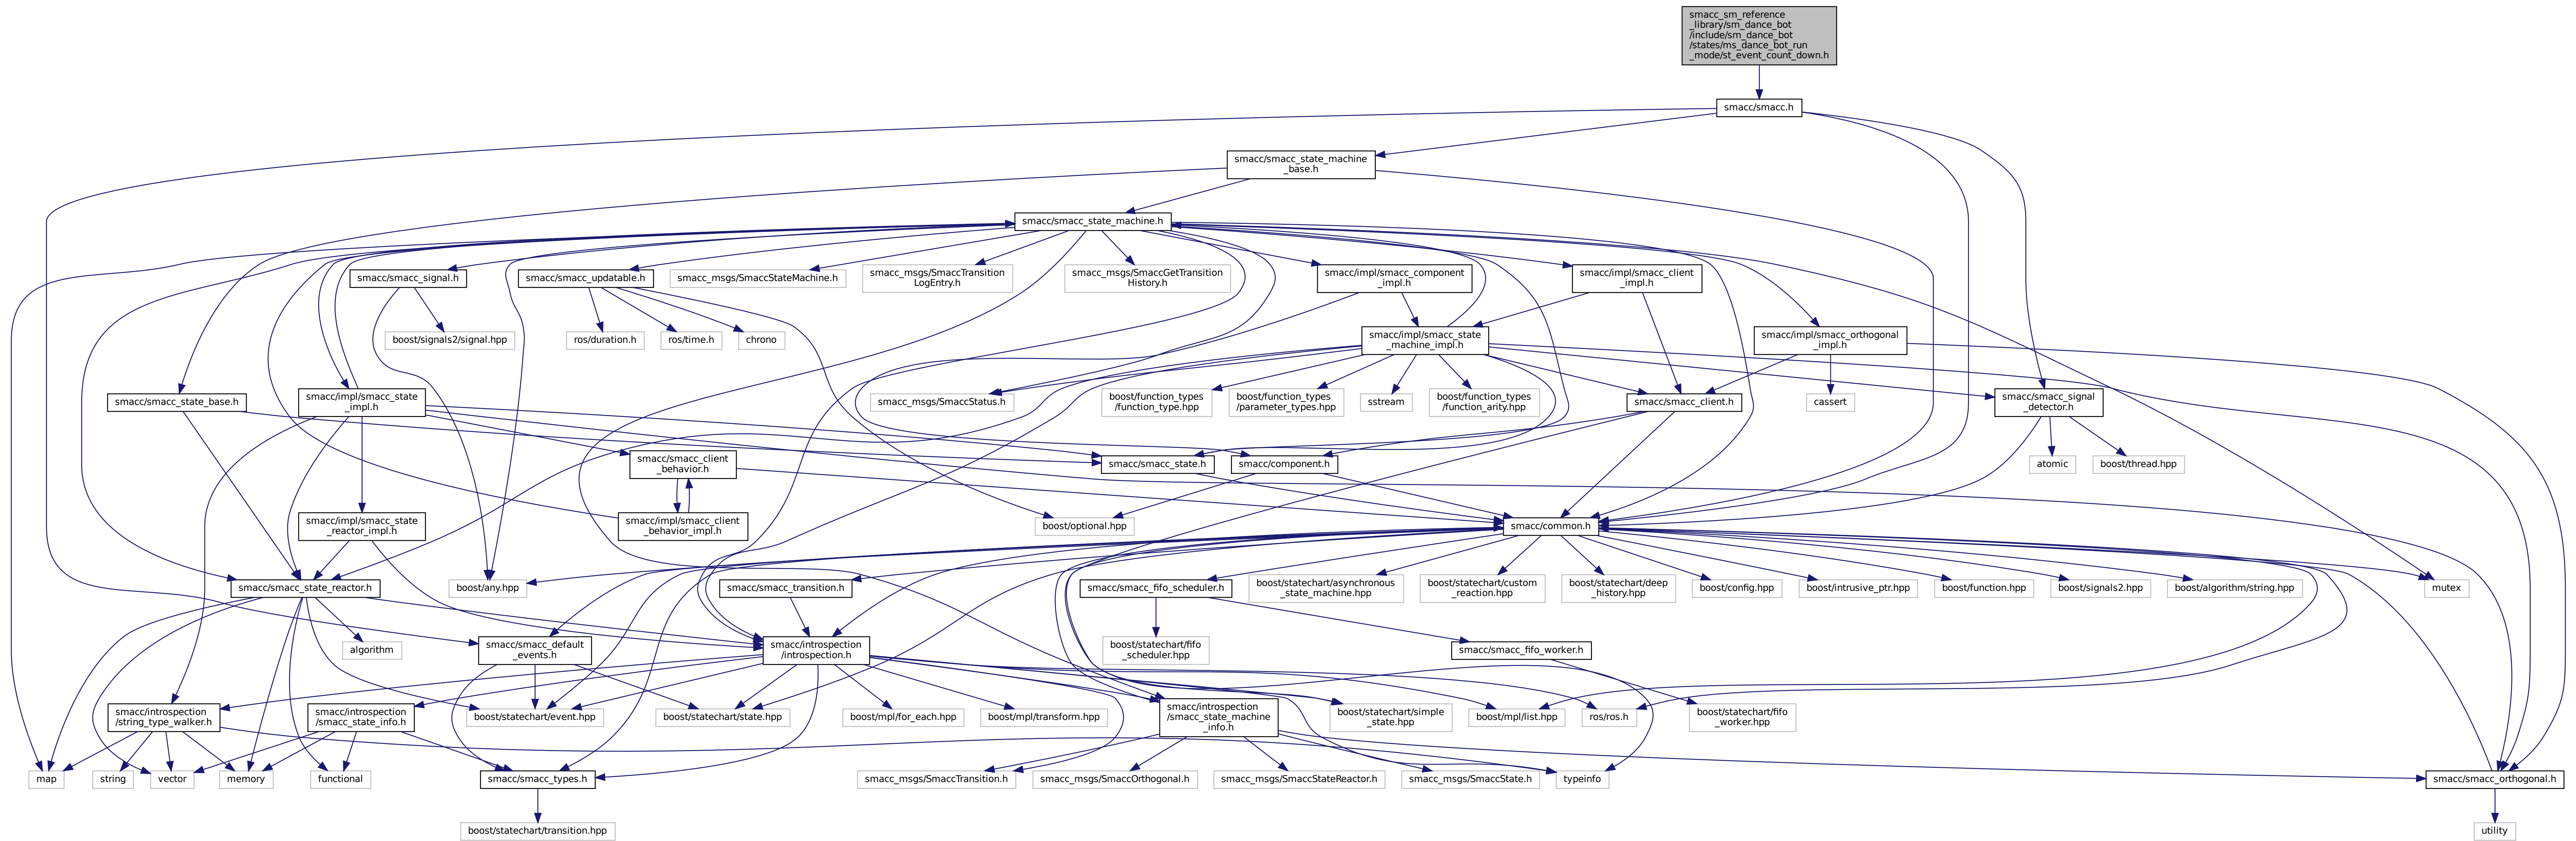 smacc_sm_reference
_library/sm_dance_bot
/include/sm_dance_bot
/states/ms_dance_bot_run
_mode/st_event_count_down.h
smacc/smacc.h
smacc/smacc_state_machine
_base.h
smacc/smacc_state_machine.h
smacc/smacc_signal.h
smacc/smacc_updatable.h
smacc_msgs/SmaccStateMachine.h
smacc_msgs/SmaccTransition
LogEntry.h
smacc_msgs/SmaccGetTransition
History.h
smacc/impl/smacc_component
_impl.h
smacc/impl/smacc_client
_impl.h
boost/signals2/signal.hpp
ros/duration.h
ros/time.h
chrono
smacc/impl/smacc_state
_machine_impl.h
smacc/impl/smacc_orthogonal
_impl.h
smacc/smacc_state_base.h
smacc/impl/smacc_state
_impl.h
smacc_msgs/SmaccStatus.h
boost/function_types
/function_type.hpp
boost/function_types
/parameter_types.hpp
sstream
boost/function_types
/function_arity.hpp
smacc/smacc_client.h
cassert
smacc/smacc_signal
_detector.h
smacc/smacc_client
_behavior.h
smacc/smacc_state.h
smacc/component.h
atomic
boost/thread.hpp
smacc/impl/smacc_state
_reactor_impl.h
smacc/impl/smacc_client
_behavior_impl.h
boost/optional.hpp
smacc/common.h
smacc/smacc_state_reactor.h
boost/any.hpp
smacc/smacc_transition.h
smacc/smacc_fifo_scheduler.h
boost/statechart/asynchronous
_state_machine.hpp
boost/statechart/custom
_reaction.hpp
boost/statechart/deep
_history.hpp
boost/config.hpp
boost/intrusive_ptr.hpp
boost/function.hpp
boost/signals2.hpp
boost/algorithm/string.hpp
mutex
algorithm
smacc/smacc_default
_events.h
smacc/introspection
/introspection.h
boost/statechart/fifo
_scheduler.hpp
smacc/smacc_fifo_worker.h
smacc/introspection
/string_type_walker.h
smacc/introspection
/smacc_state_info.h
boost/statechart/event.hpp
boost/statechart/state.hpp
boost/mpl/for_each.hpp
boost/mpl/transform.hpp
smacc/introspection
/smacc_state_machine
_info.h
boost/statechart/simple
_state.hpp
boost/mpl/list.hpp
ros/ros.h
boost/statechart/fifo
_worker.hpp
map
string
vector
memory
functional
smacc/smacc_types.h
smacc_msgs/SmaccTransition.h
smacc_msgs/SmaccOrthogonal.h
smacc_msgs/SmaccStateReactor.h
smacc_msgs/SmaccState.h
typeinfo
smacc/smacc_orthogonal.h
boost/statechart/transition.hpp
utility